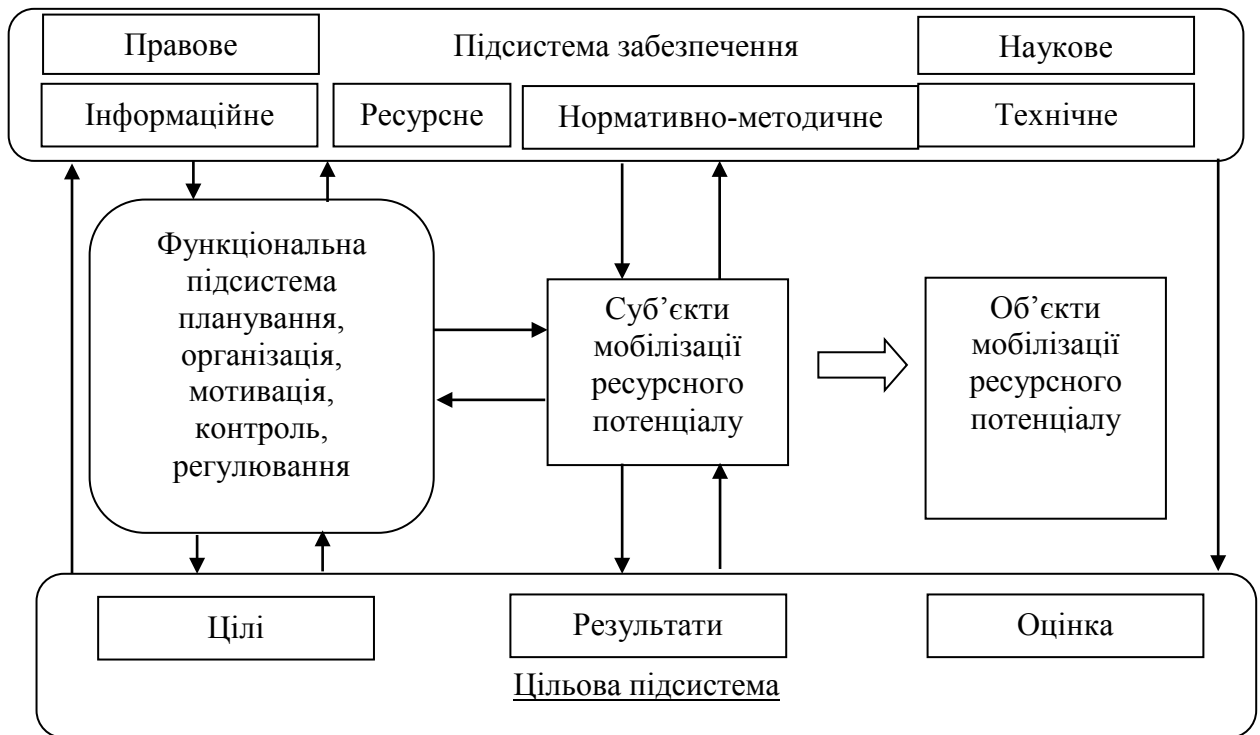 Правове
Підсистема забезпечення
Наукове
Інформаційне
Ресурсне
Нормативно-методичне
Технічне
Функціональна
підсистема
планування,
організація,
мотивація,
контроль,
регулювання
Суб’єкти
мобілізації
ресурсного
потенціалу
Об’єкти
мобілізації
ресурсного
потенціалу
Цілі
Результати
Оцінка
Цільова підсистема